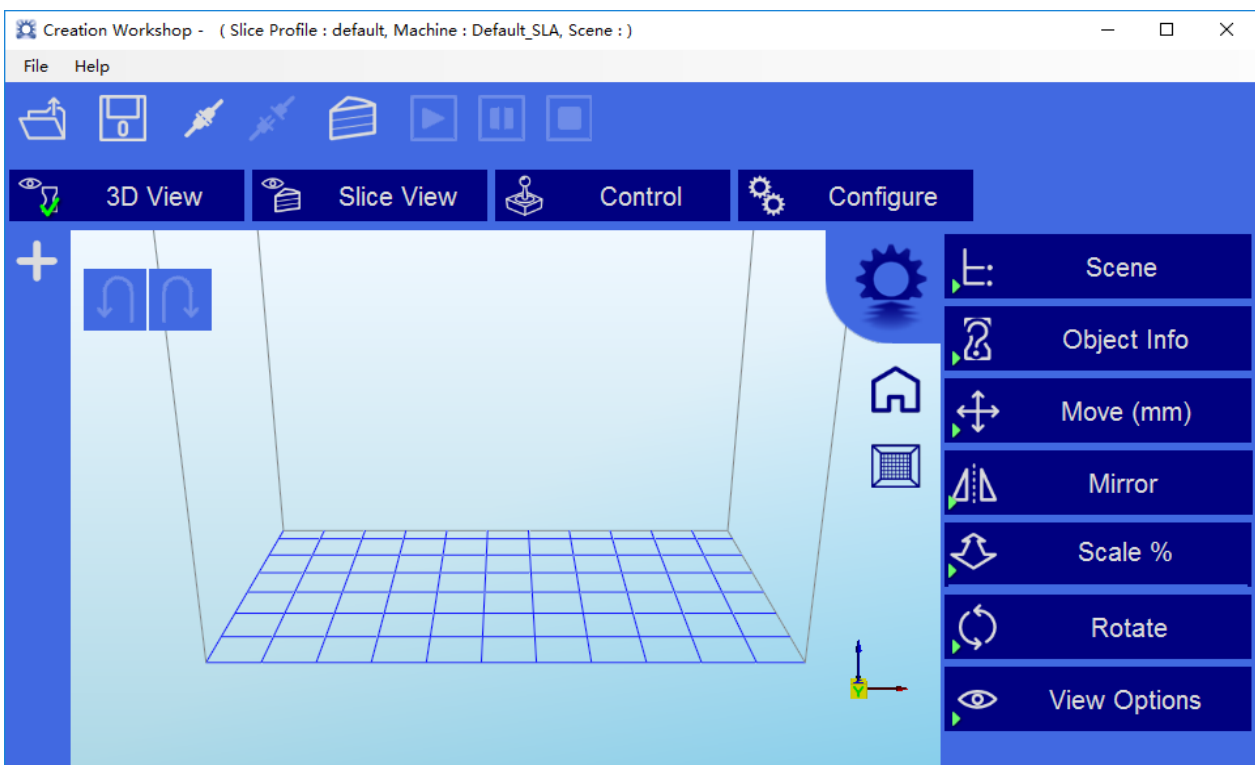 Creation Workshop -  ( Slice Profile : default, Machine : Default_SLA, Scene : )
File Help
3D View Slice View Control Configure
Scene
Object Info
Move (mm)
Mirror
Scale %
Rotate
View Options
Y